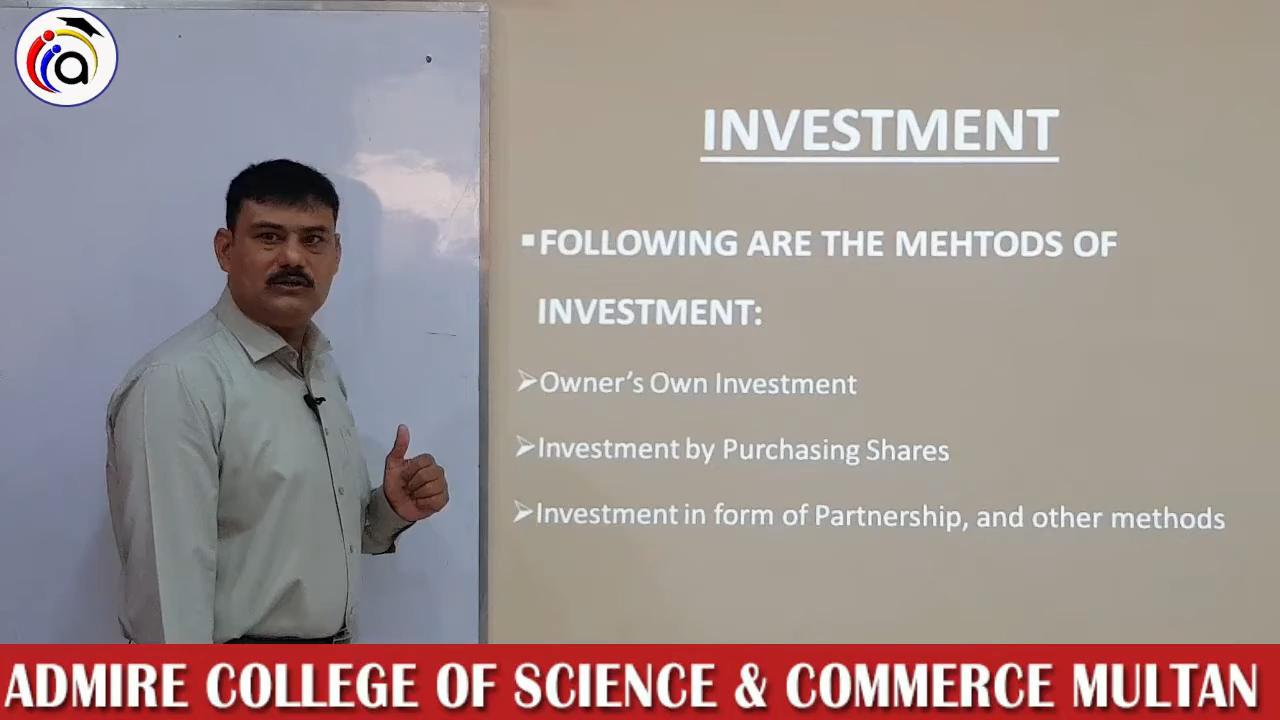 a
INVESTMENT
▪FOLLOWING ARE THE MEHTODS OF
INVESTMENT:
➢Owner’s Own Investment
➢Investment by Purchasing Shares
➢Investment in form of Partnership, and other methods
ADMIRE COLLEGE OF SCIENCE & COMMERCE MULTAN